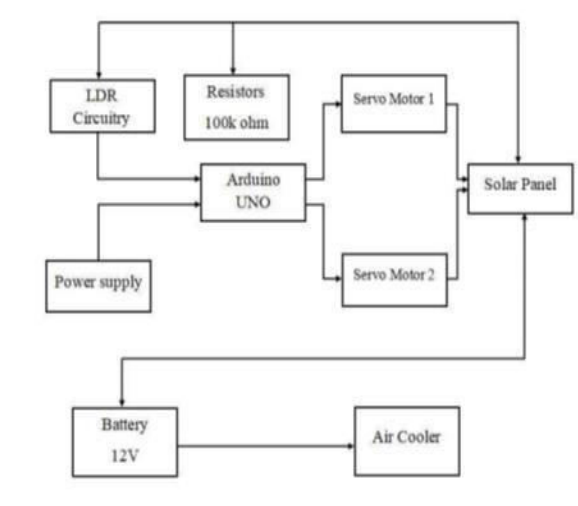 LDR
Circuitry
Resistors
100k ohm
Servo Motor 1
Arduino
UNO
Solar Panel
Power supply
Servo Motor 2
Battery
12V
Air Cooler